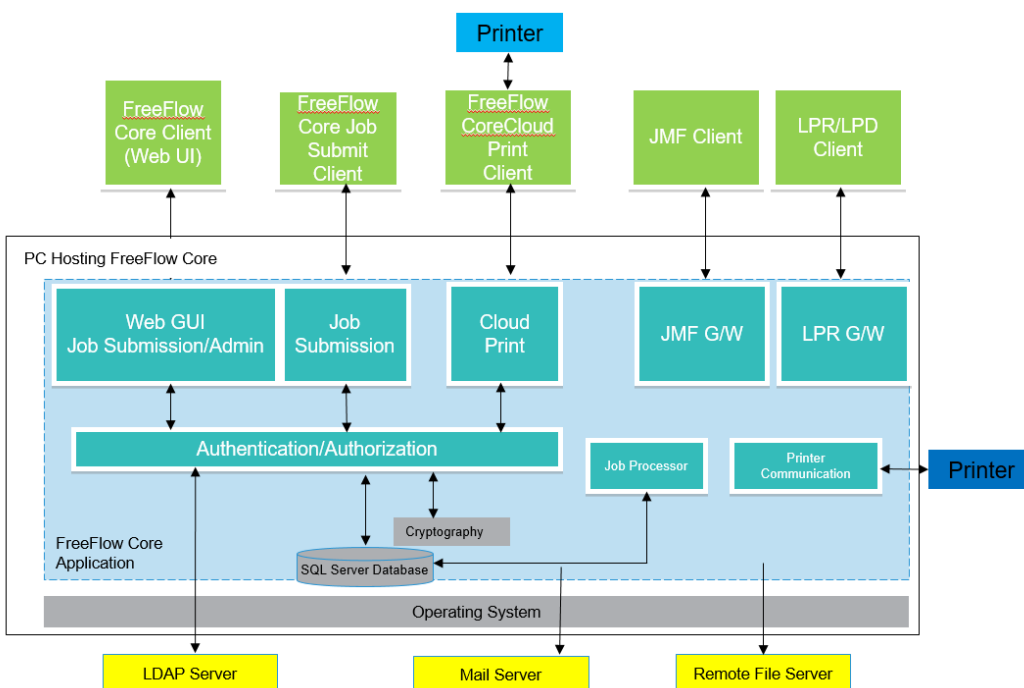 Printer
FreeFlow
Core Client
(Web UI)
FreeFlow
Core Job
Submit
Client
FreeFlow
CoreCloud
Print
Client
JMF Client
LPR/LPD
Client
PC Hosting FreeFlow Core
Web GUI
Job Submission/Admin
Job
Submission
Cloud
Print
JMF G/W
LPR G/W
Authentication/Authorization
Job Processor
Printer
Communication
Printer
Cryptography
FreeFlow Core
Application
SQL Server Database
Operating System
LDAP Server
Mail Server
Remote File Server